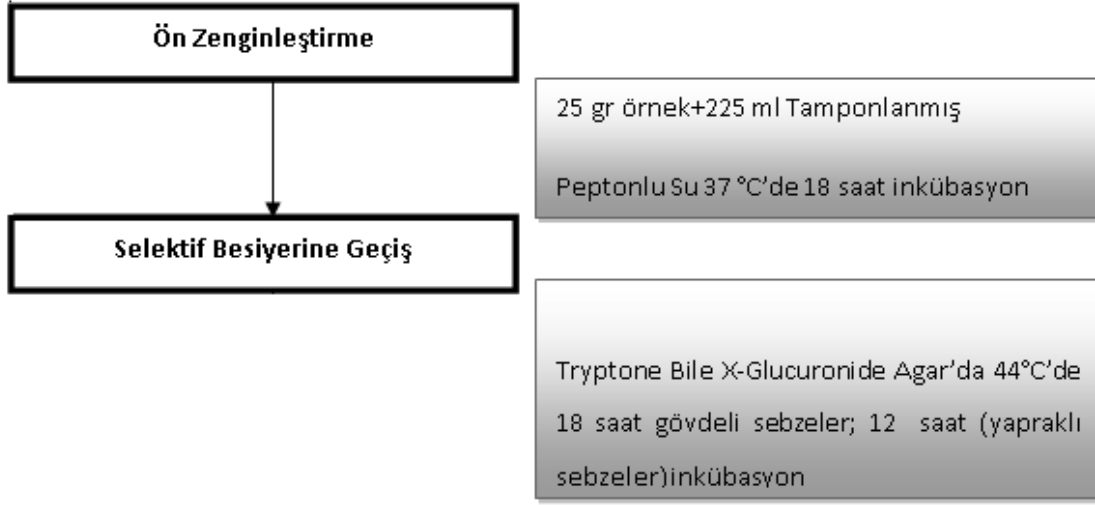 Ön Zenginleştirme
25 gr örnek+225 ml Tamponlanmış
Peptonlu Su 37 °C’de 18 saat inkübasyon
Selektif Besiyerine Geçiş
Tryptone Bile X-Glucuronide Agar’da 44°C’de
18 saat gövdeli sebzeler; 12 saat (yapraklı
sebzeler)inkübasyon